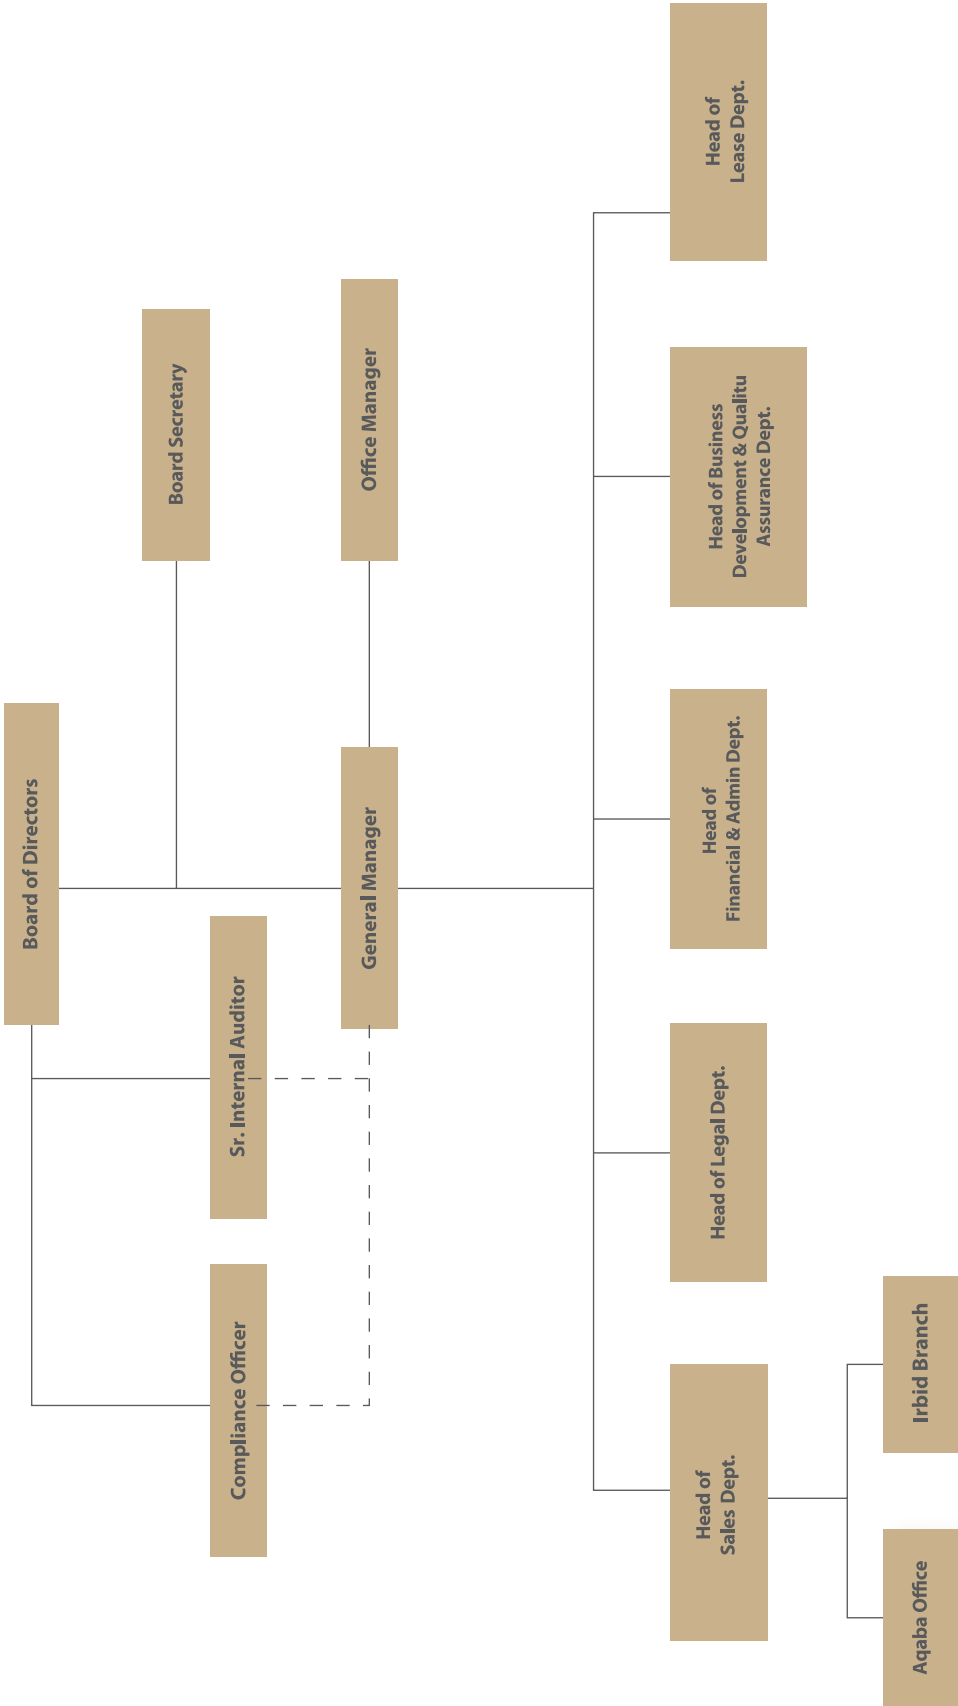 Board of Directors
Board Secretary
Compliance Officer
Sr. Internal Auditor
General Manager
Office Manager
Head of
Sales Dept.
Head of Legal Dept.
Head of
Financial & Admin Dept.
Head of Business
Development & Qualitu
Assurance Dept.
Head of
Lease Dept.
Aqaba Office
Irbid Branch